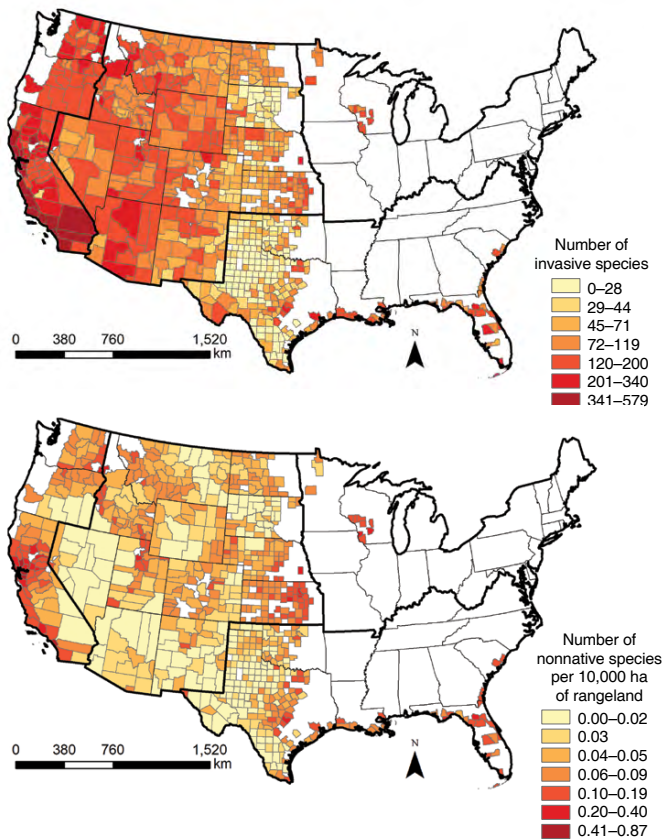 Number of
invasive species
0–28
29–44
45–71
72–119
120–200
201–340
341–579
0 380 760 1,520
km
N
Number of
nonnative species
per 10,000 ha
of rangeland
0.00–0.02
0.03
0.04–0.05
0.06–0.09
0.10–0.19
0.20–0.40
0.41–0.87
0 380 760 1,520
km
N